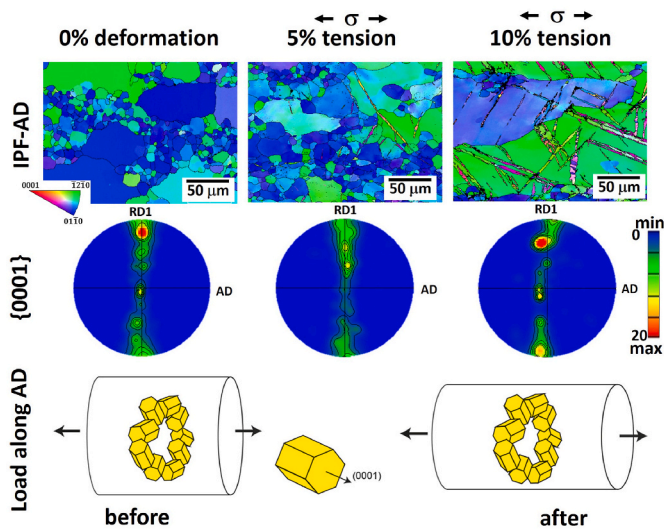 σ
σ
0% deformation
5% tension
10% tension
IPF-AD
0001
1̄21̄0
011̄0
50 μm
50 μm
50 μm
RD1
RD1
RD1
AD
AD
AD
min
0
20
max
{0001}
Load along AD
(0001)
before
after